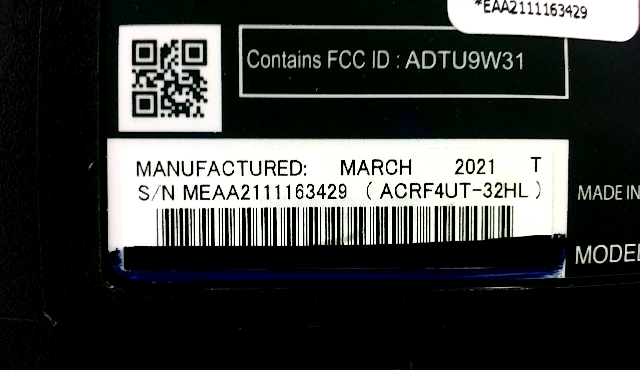 *EAA2111163429
Contains FCC ID : ADTU9W31
MANUFACTURED: MARCH 2021 T
S/N MEAA2111163429 ( ACRF4UT-32HL )
MADE IN
MODEL